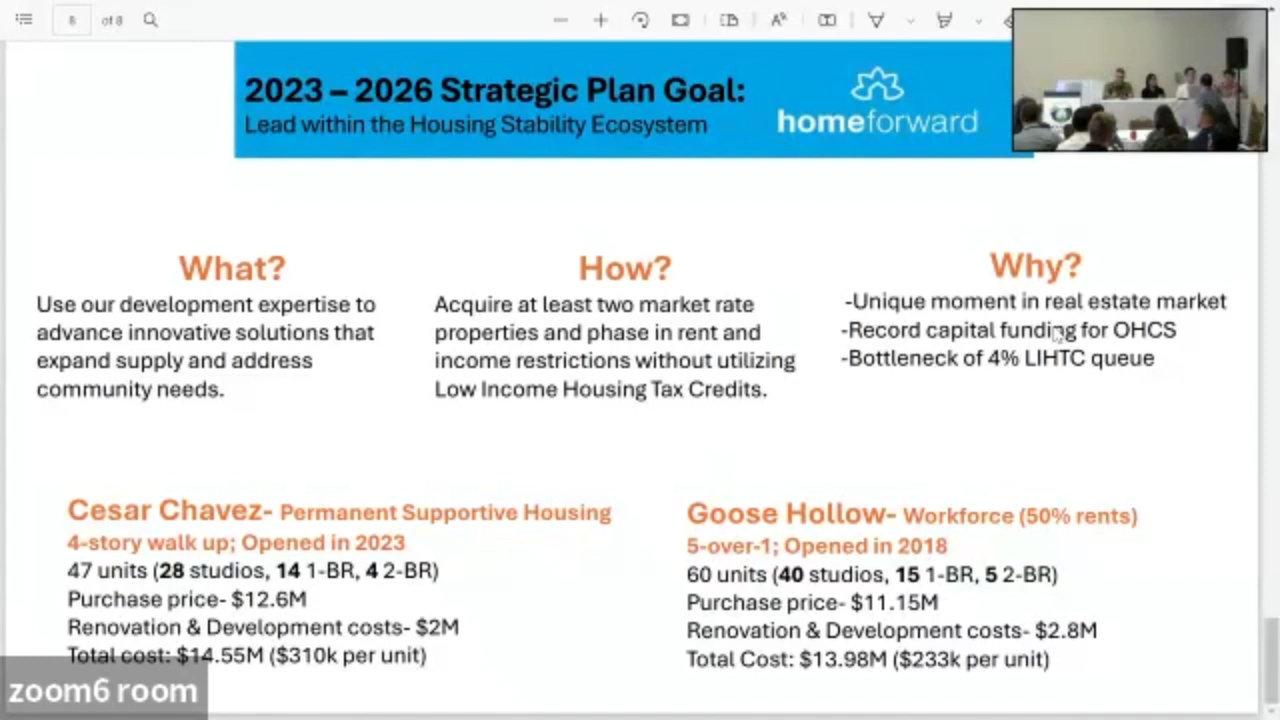 8 of 8
2023 – 2026 Strategic Plan Goal:
Lead within the Housing Stability Ecosystem
homeforward
What?
Use our development expertise to
advance innovative solutions that
expand supply and address
community needs.
How?
Acquire at least two market rate
properties and phase in rent and
income restrictions without utilizing
Low Income Housing Tax Credits.
Why?
-Unique moment in real estate market
-Record capital funding for OHCS
-Bottleneck of 4% LIHTC queue
Cesar Chavez- Permanent Supportive Housing
4-story walk up; Opened in 2023
47 units (28 studios, 14 1-BR, 4 2-BR)
Purchase price- $12.6M
Renovation & Development costs- $2M
Total cost: $14.55M ($310k per unit)
Goose Hollow- Workforce (50% rents)
5-over-1; Opened in 2018
60 units (40 studios, 15 1-BR, 5 2-BR)
Purchase price- $11.15M
Renovation & Development costs- $2.8M
Total Cost: $13.98M ($233k per unit)
zoom6 room